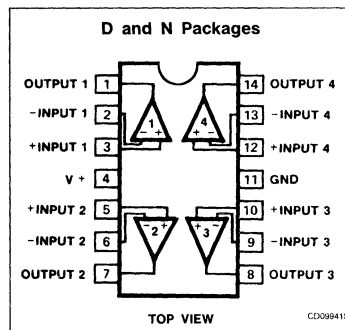 D and N Packages
OUTPUT 1 1 14 OUTPUT 4
-INPUT 1 2 13 -INPUT 4
1 4
- + + -
+INPUT 1 3 12 +INPUT 4
V + 4 11 GND
+INPUT 2 5 10 +INPUT 3
- + + -
2 3
-INPUT 2 6 9 -INPUT 3
OUTPUT 2 7 8 OUTPUT 3
TOP VIEW
CD09941S